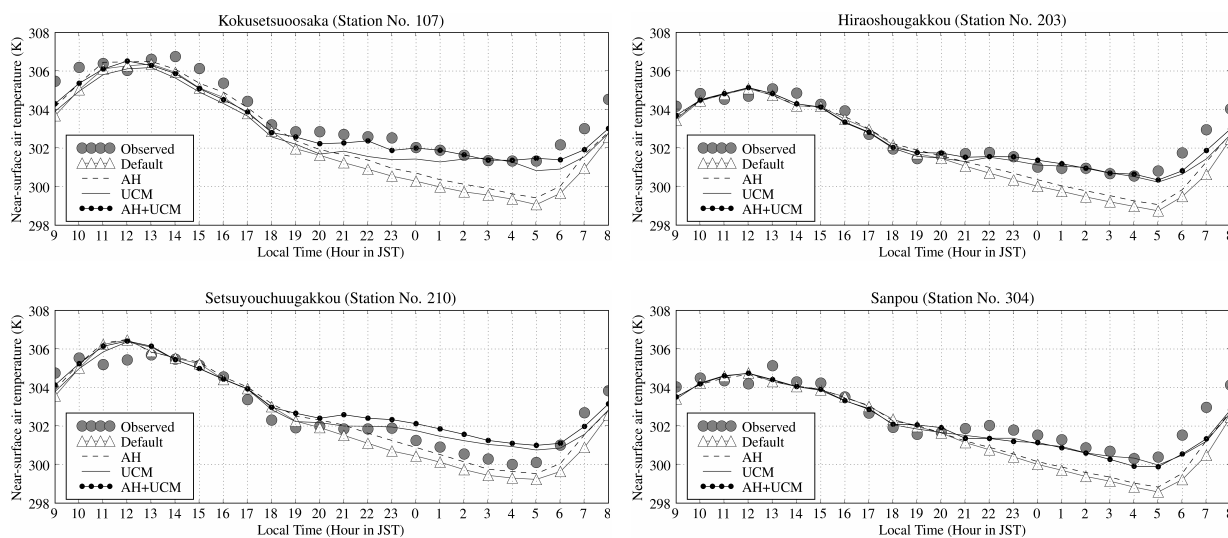 Kokusetsuoosaka (Station No. 107)
Near-surface air temperature (K)
308
306
304
302
300
298
Observed
Default
AH
UCM
AH+UCM
9 10 11 12 13 14 15 16 17 18 19 20 21 22 23 0 1 2 3 4 5 6 7 8
Local Time (Hour in JST)
Hiraoshougakkou (Station No. 203)
Near-surface air temperature (K)
308
306
304
302
300
298
Observed
Default
AH
UCM
AH+UCM
9 10 11 12 13 14 15 16 17 18 19 20 21 22 23 0 1 2 3 4 5 6 7 8
Local Time (Hour in JST)
Setsuyouchuugakkou (Station No. 210)
Near-surface air temperature (K)
308
306
304
302
300
298
Observed
Default
AH
UCM
AH+UCM
9 10 11 12 13 14 15 16 17 18 19 20 21 22 23 0 1 2 3 4 5 6 7 8
Local Time (Hour in JST)
Sanpou (Station No. 304)
Near-surface air temperature (K)
308
306
304
302
300
298
Observed
Default
AH
UCM
AH+UCM
9 10 11 12 13 14 15 16 17 18 19 20 21 22 23 0 1 2 3 4 5 6 7 8
Local Time (Hour in JST)